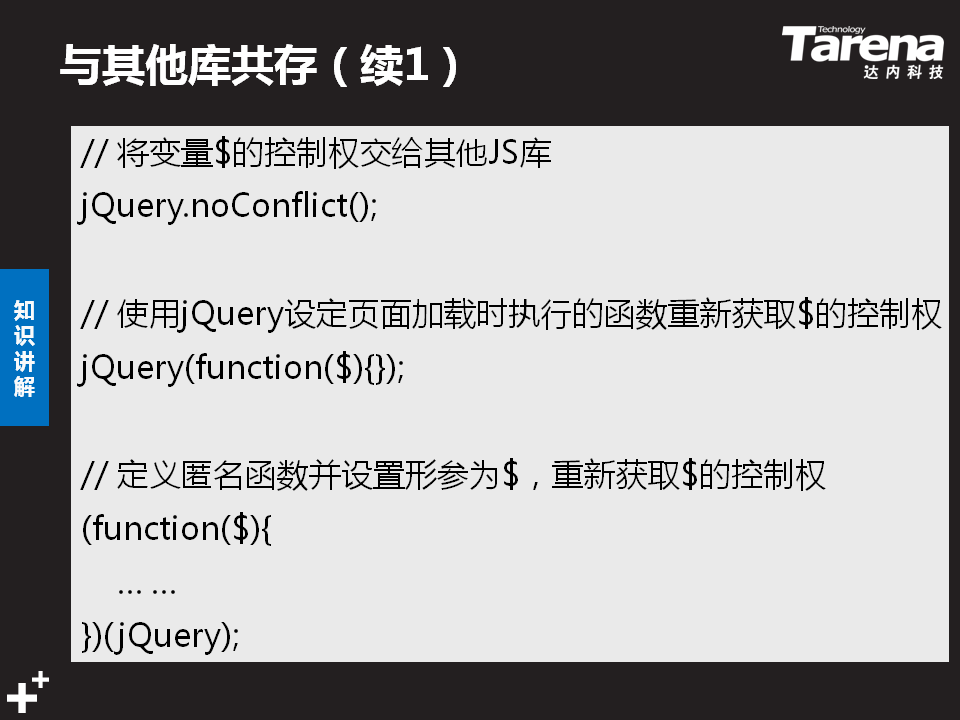 与其他库共存（续1）
Technology
Tarena
达内科技
// 将变量$的控制权交给其他JS库
jQuery.noConflict();
// 使用jQuery设定页面加载时执行的函数重新获取$的控制权
jQuery(function($){});
// 定义匿名函数并设置形参为$，重新获取$的控制权
(function($){
... ...
})(jQuery);
知
识
讲
解